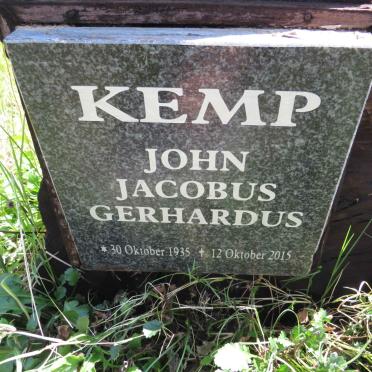 KEMP
JOHN
JACOBUS
GERHARDUS
* 30 Oktober 1935 † 12 Oktober 2015